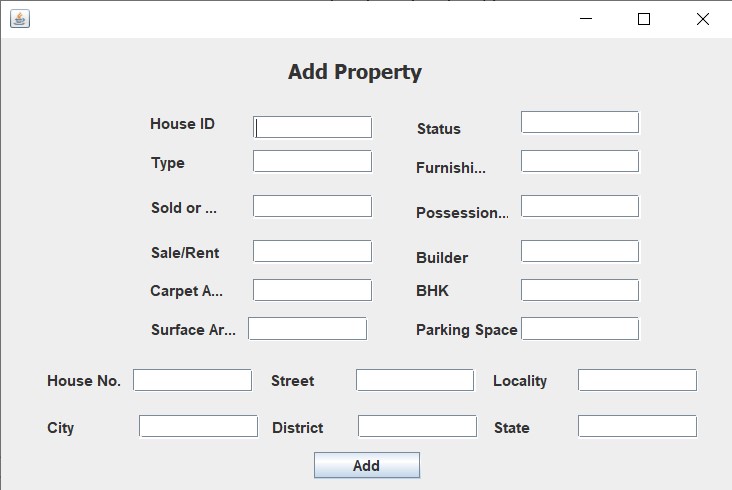 Add Property
House ID
Status
Type
Furnishi...
Sold or ...
Possession...
Sale/Rent
Builder
Carpet A...
BHK
Surface Ar...
Parking Space
House No. Street Locality
City District State
Add